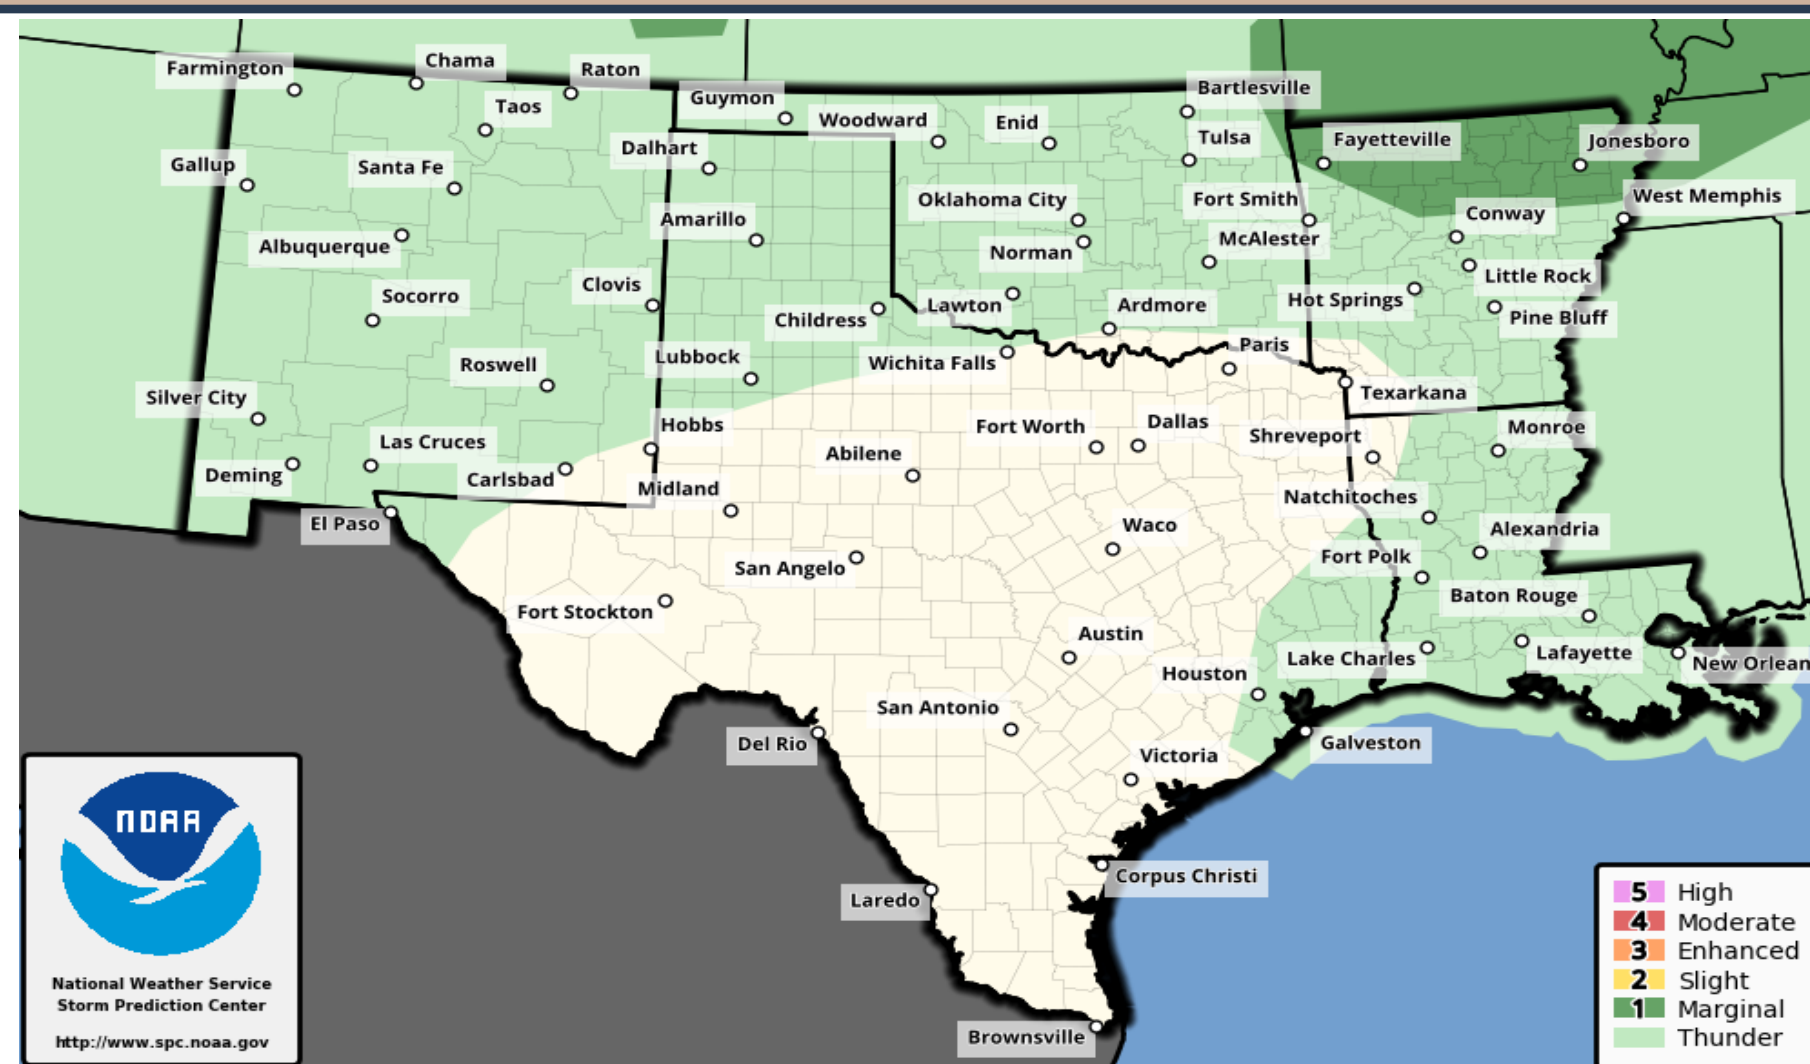 Farmington
Chama
Raton
Taos
Guymon
Woodward
Enid
Bartlesville
Tulsa
Fayetteville
Jonesboro
Gallup
Santa Fe
Dalhart
Oklahoma City
Fort Smith
West Memphis
Amarillo
Conway
Albuquerque
Norman
McAlester
Socorro
Clovis
Childress
Lawton
Ardmore
Hot Springs
Little Rock
Pine Bluff
Roswell
Lubbock
Wichita Falls
Paris
Silver City
Texarkana
Las Cruces
Hobbs
Fort Worth
Dallas
Shreveport
Monroe
Deming
Carlsbad
Midland
Abilene
Natchitoches
El Paso
Waco
Alexandria
San Angelo
Fort Polk
Fort Stockton
Baton Rouge
Austin
Houston
Lake Charles
Lafayette
New Orlean
San Antonio
Del Rio
Galveston
Victoria
Corpus Christi
Laredo
Brownsville
NOAA
National Weather Service
Storm Prediction Center
http://www.spc.noaa.gov
5 High
4 Moderate
3 Enhanced
2 Slight
1 Marginal
Thunder